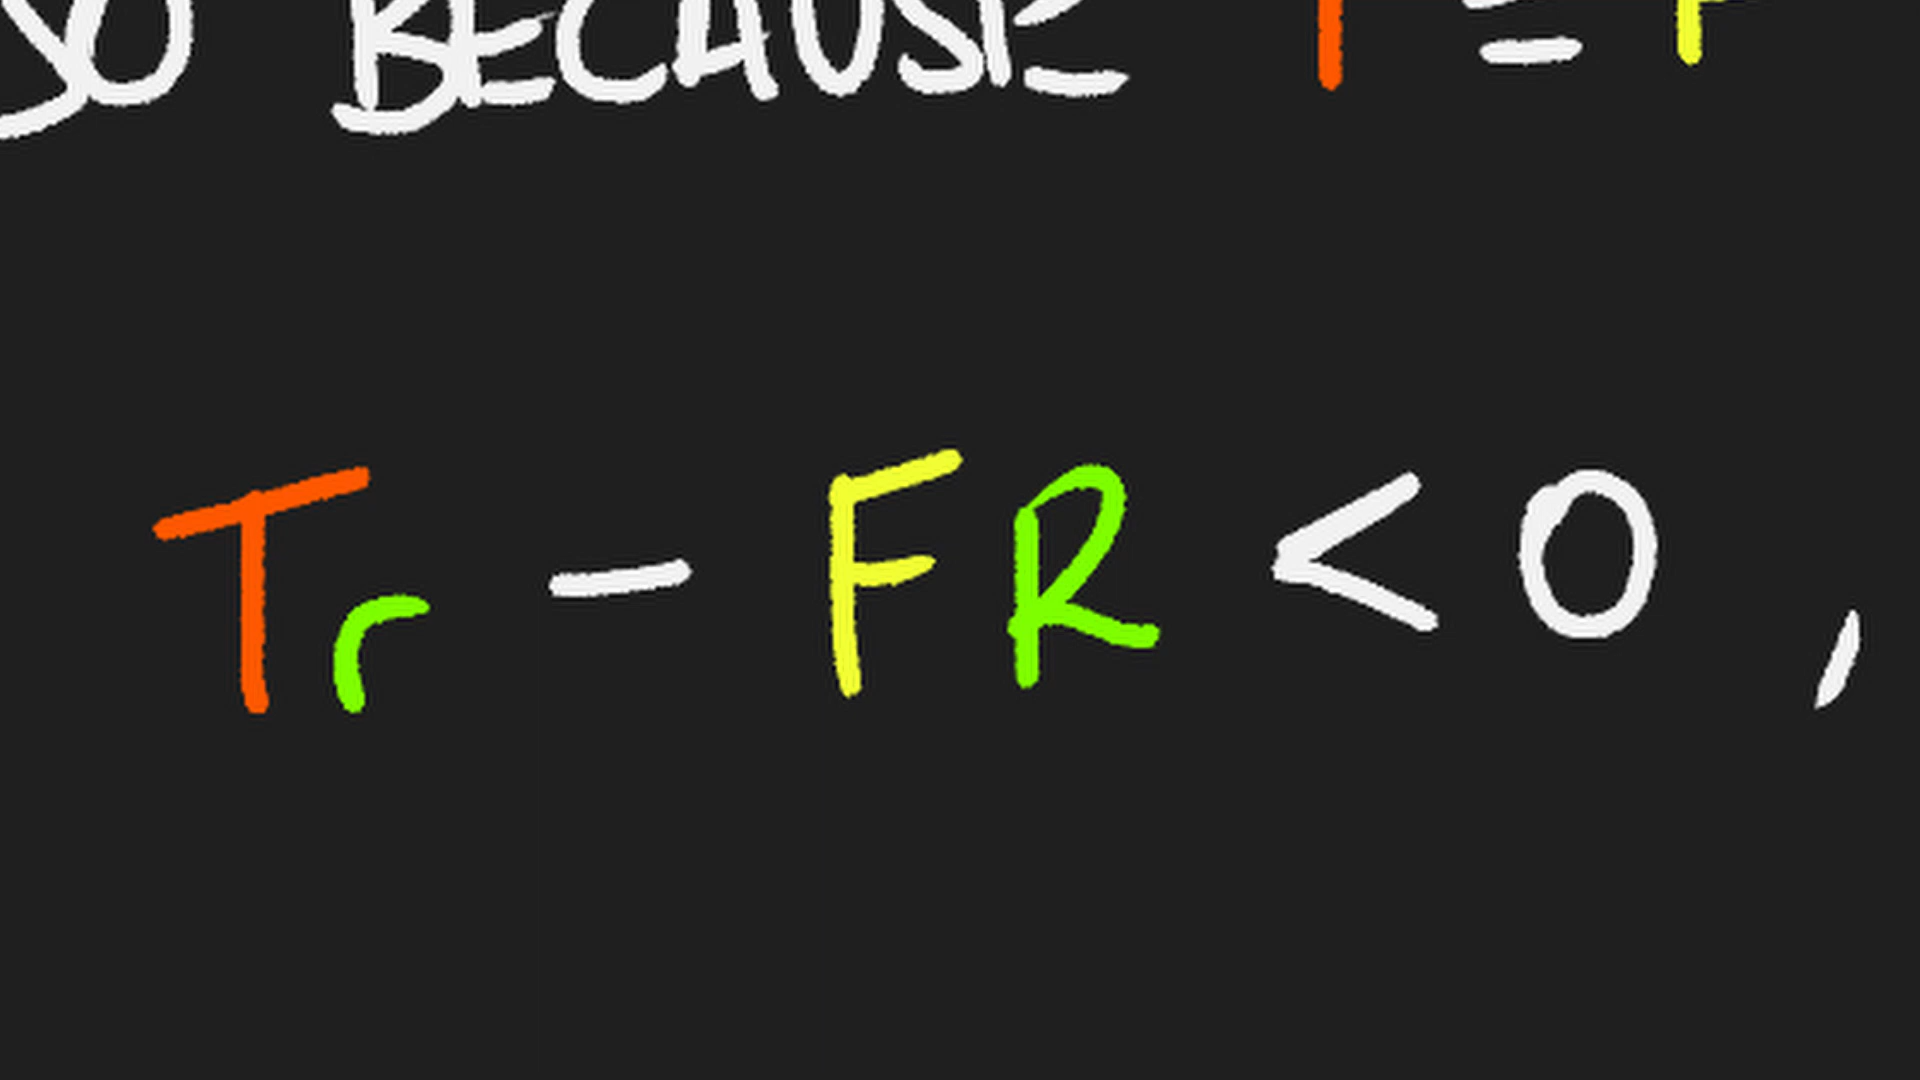 SO BECAUSE T = F
Tr - FR < 0,